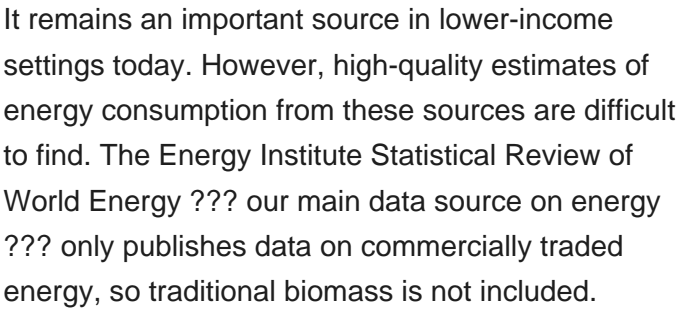 It remains an important source in lower-income
settings today. However, high-quality estimates of
energy consumption from these sources are difficult
to find. The Energy Institute Statistical Review of
World Energy ??? our main data source on energy
??? only publishes data on commercially traded
energy, so traditional biomass is not included.